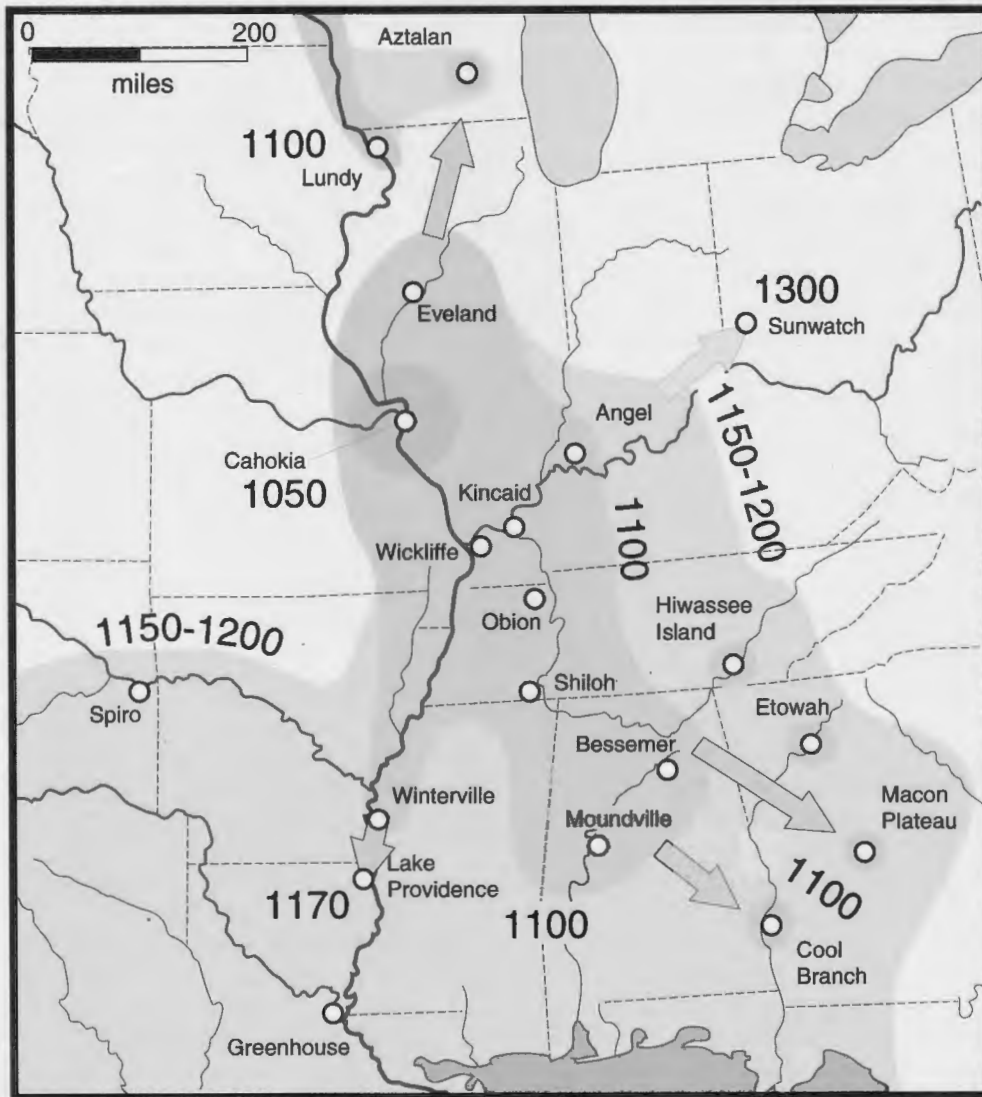 0
200
miles
Aztalan
1100
Lundy
Eveland
1300
Sunwatch
Angel
Cahokia
1050
Kincaid
1150-1200
Wickliffe
1100
Obion
Hiwassee
Island
1150-1200
Spiro
Shiloh
Etowah
Bessemer
Winterville
Moundville
Macon
Plateau
Lake
Providence
1170
1100
1100
Cool
Branch
Greenhouse